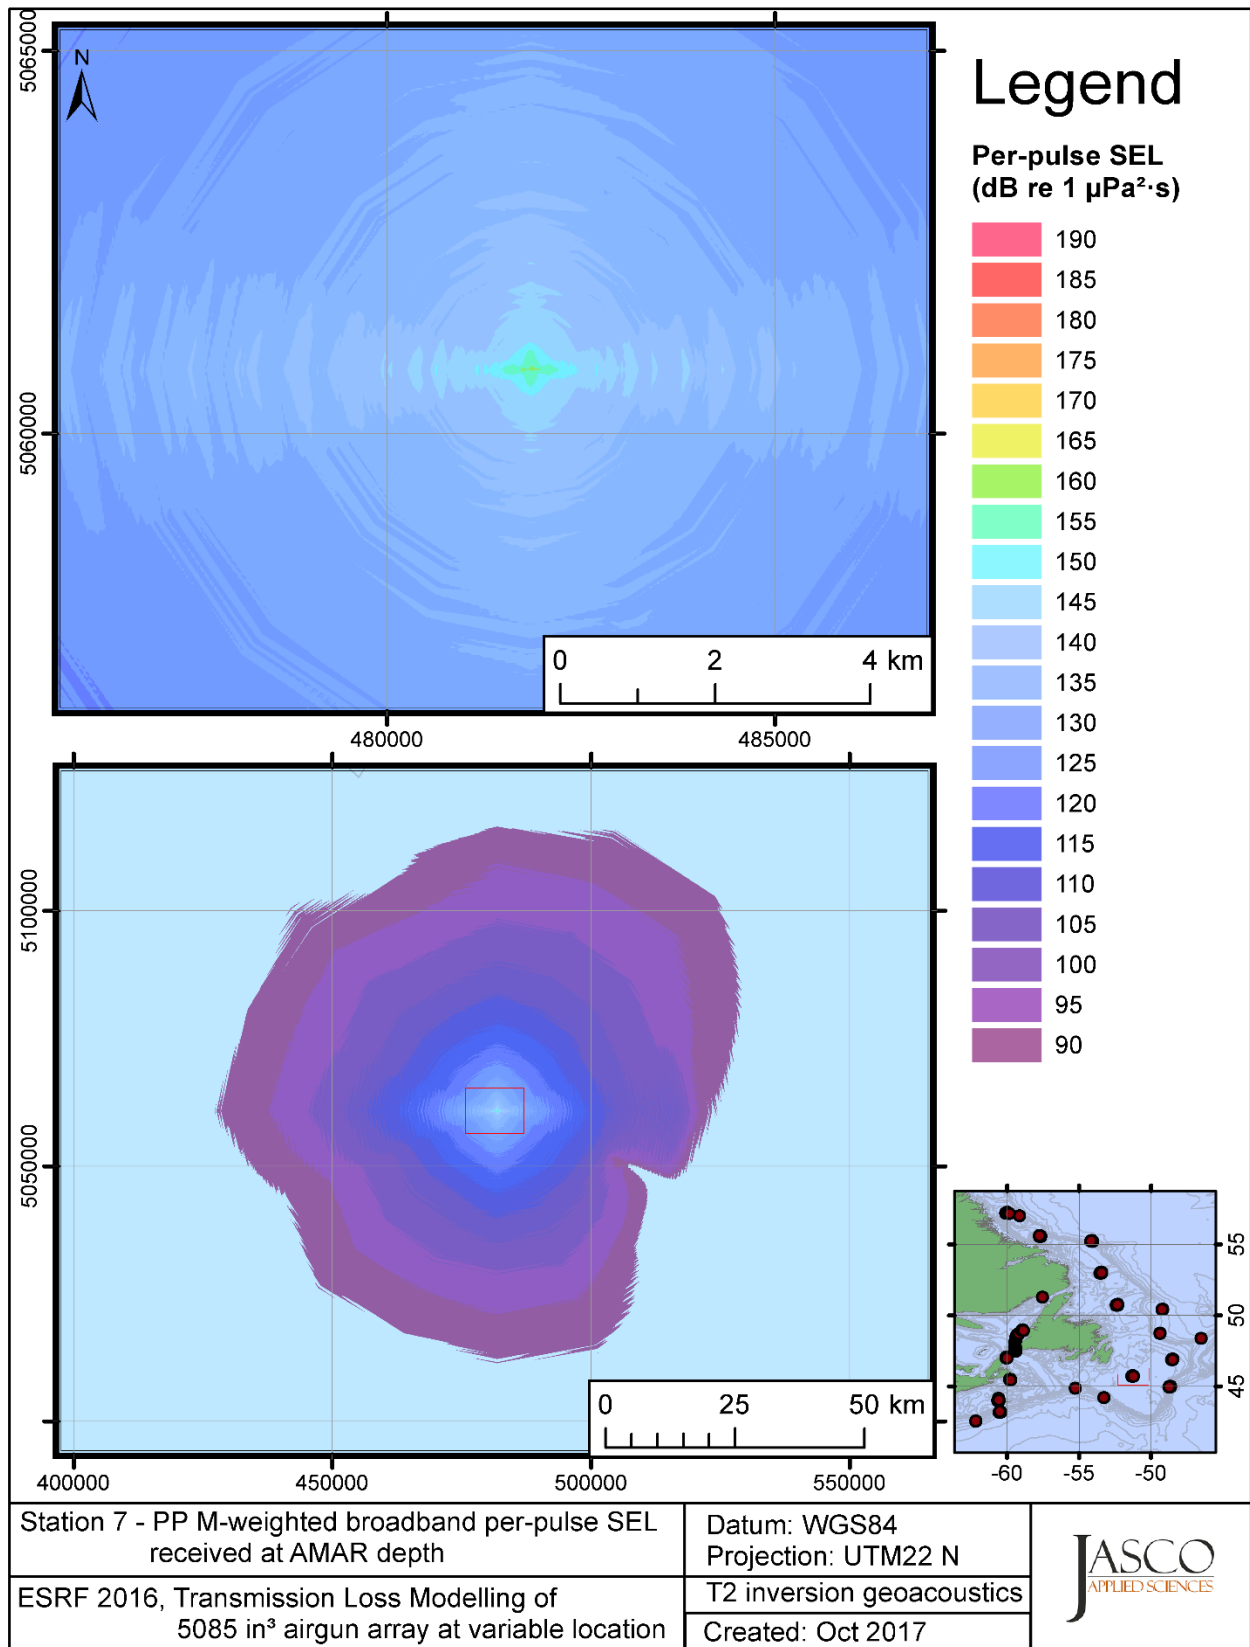 N
5065000
5060000
0 2 4 km
480000 485000
Legend
Per-pulse SEL
(dB re 1 µPa²·s)
190
185
180
175
170
165
160
155
150
145
140
135
130
125
120
115
110
105
100
95
90
5100000
5050000
0 25 50 km
400000 450000 500000 550000
55
50
45
-60 -55 -50
Station 7 - PP M-weighted broadband per-pulse SEL
received at AMAR depth
ESRF 2016, Transmission Loss Modelling of
5085 in³ airgun array at variable location
Datum: WGS84
Projection: UTM22 N
T2 inversion geoacoustics
Created: Oct 2017
JASCO
APPLIED SCIENCES